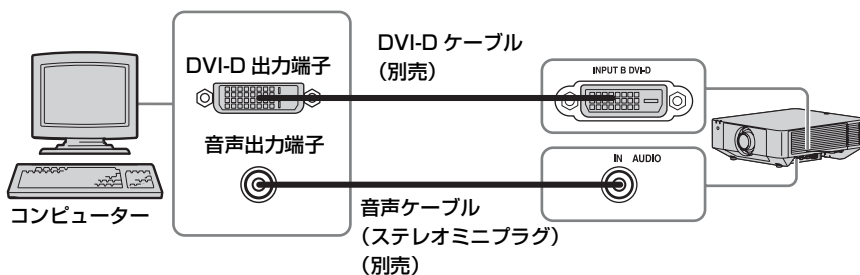 DVI-D 出力端子
DVI-D ケーブル
（別売）
INPUT B DVI-D
音声出力端子
IN AUDIO
コンピューター
音声ケーブル
（ステレオミニプラグ）
（別売）